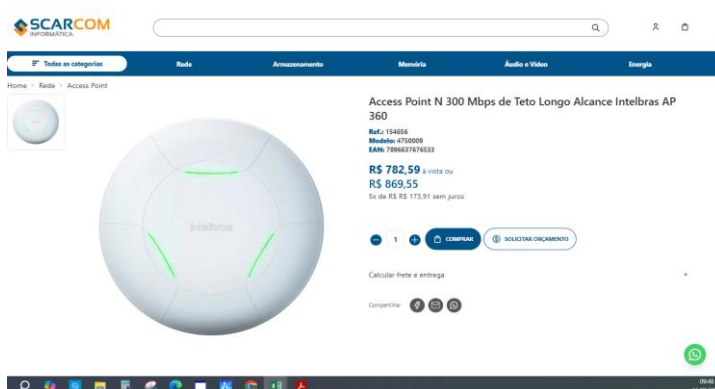 SCARCOM
INFORMÁTICA
Todas as categorias
Rede
Armazenamento
Memória
Áudio e Vídeo
Energia
Home > Rede > Access Point
Access Point N 300 Mbps de Teto Longo Alcance Intelbras AP
360
Ref.: 154656
Modelo: 4750009
EAN: 7896637676533
R$ 782,59 à vista ou
R$ 869,55
5x de R$ R$ 173,91 sem juros
intelbras
1
COMPRAR
SOLICITAR ORÇAMENTO
Calcular frete e entrega
+
Compartilhar
09:48